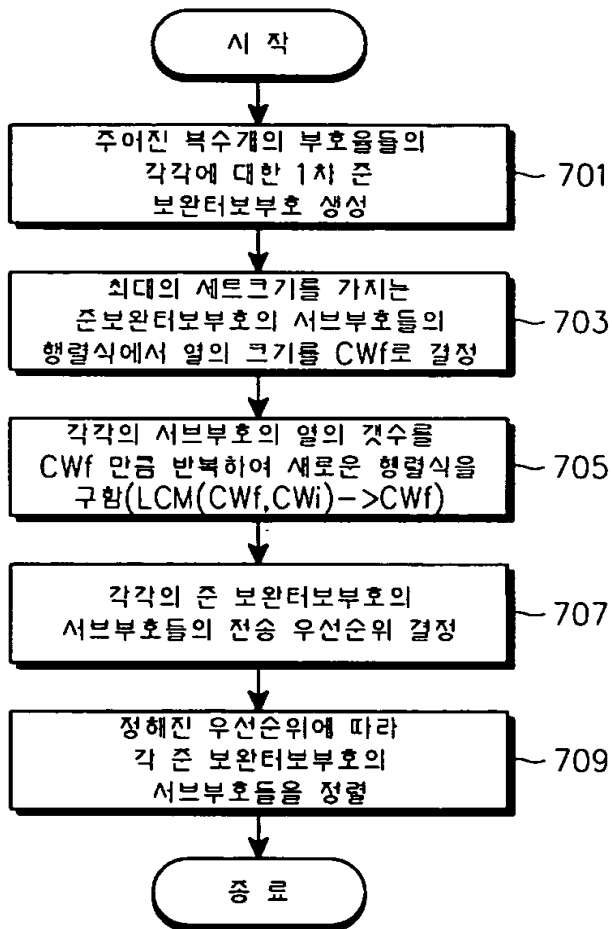 시 작
주어진 복수개의 부호율들의
각각에 대한 1차 준
보완터보부호 생성
701
최대의 세트크기를 가지는
준보완터보부호의 서브부호들의
행렬식에서 열의 크기를 CWf로 결정
703
각각의 서브부호의 열의 갯수를
CWf 만큼 반복하여 새로운 행렬식을
구함(LCM(CWf,CWi)->CWf)
705
각각의 준 보완터보부호의
서브부호들의 전송 우선순위 결정
707
정해진 우선순위에 따라
각 준 보완터보부호의
서브부호들을 정렬
709
종 료